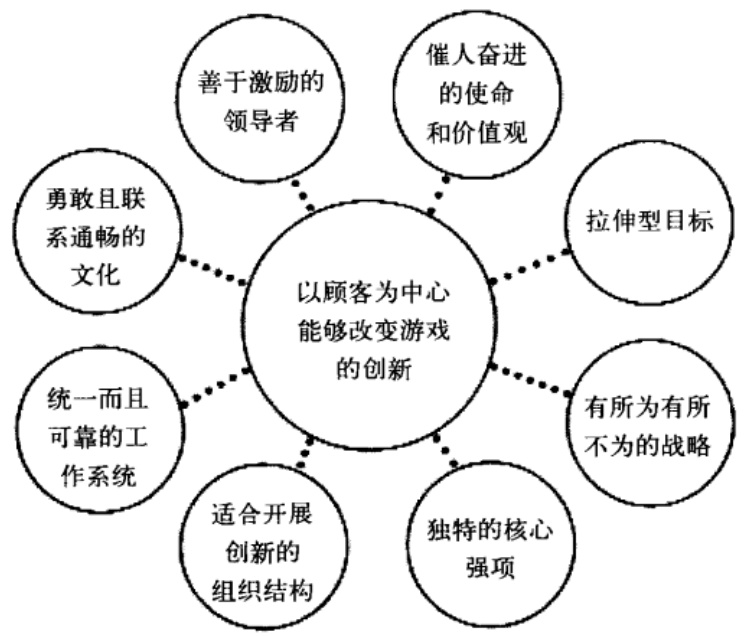 善于激励的
领导者
催人奋进
的使命
和价值观
拉伸型目标
有所为有所
不为的战略
独特的核心
强项
适合开展
创新的
组织结构
统一而且
可靠的工
作系统
勇敢且联
系通畅的
文化
以顾客为中心
能够改变游戏
的创新